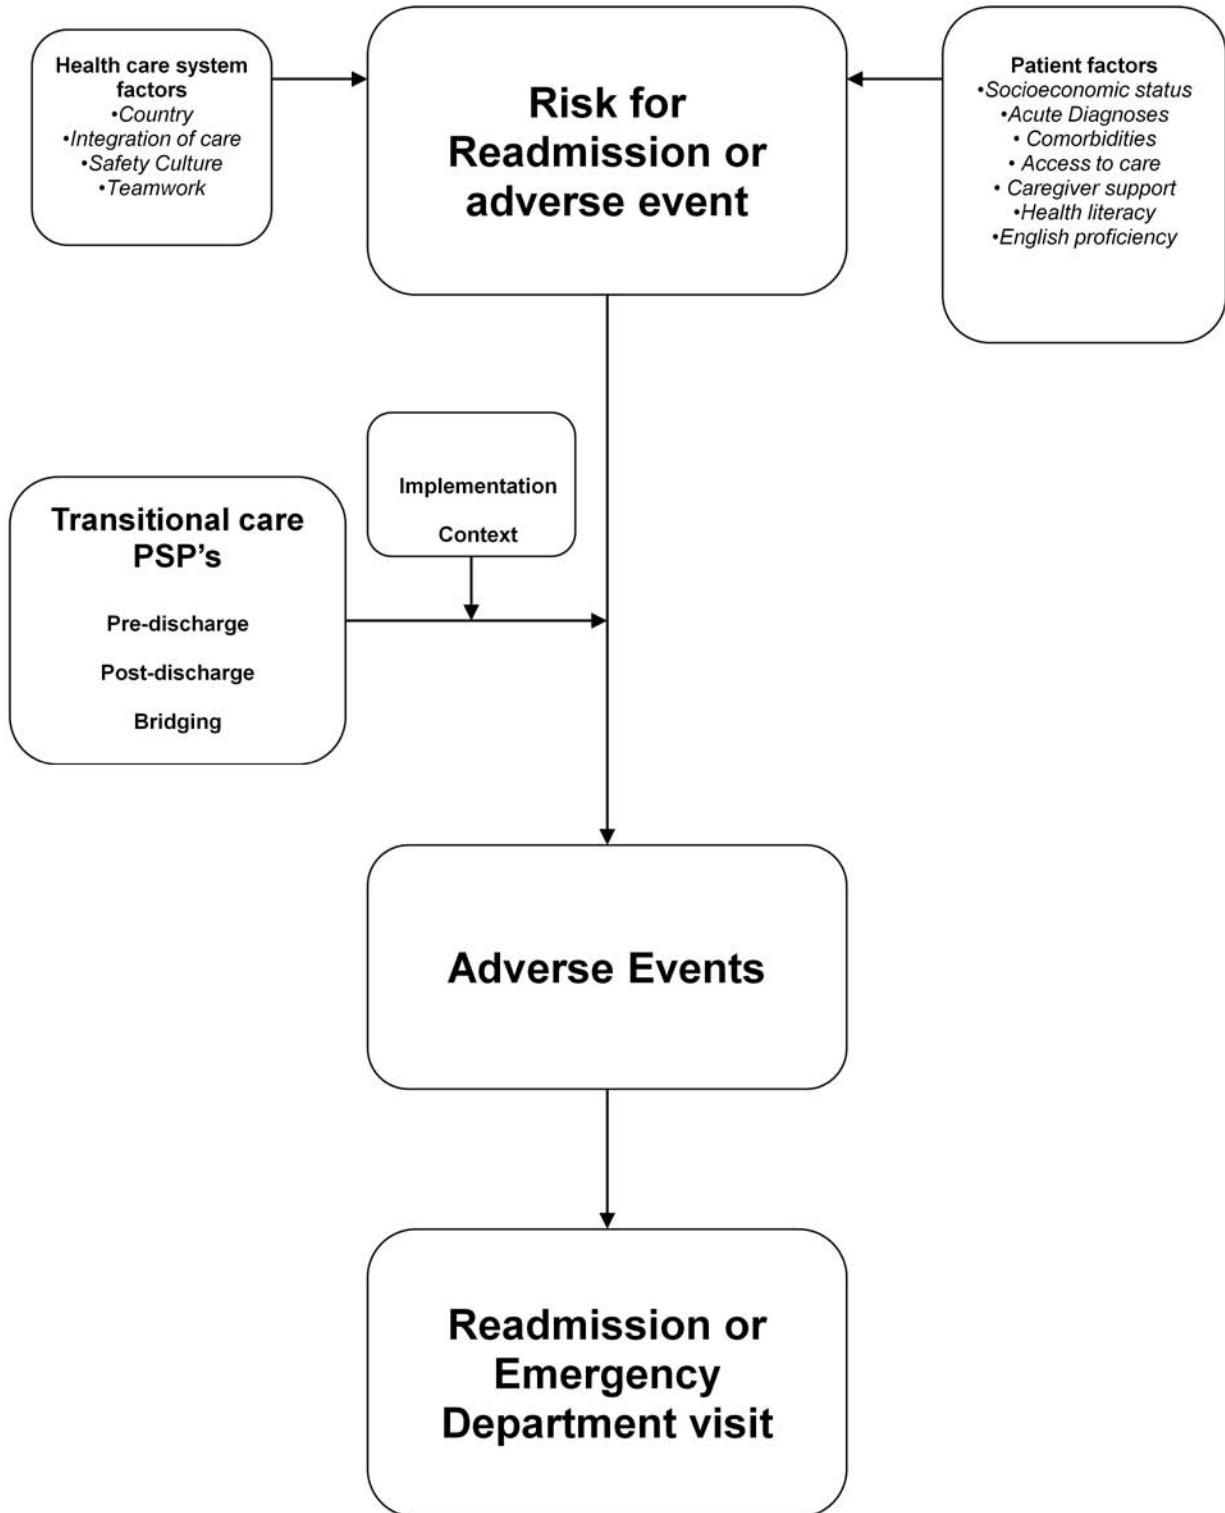 Health care system
factors
•Country
•Integration of care
•Safety Culture
•Teamwork
Risk for
Readmission or
adverse event
Patient factors
•Socioeconomic status
•Acute Diagnoses
• Comorbidities
• Access to care
• Caregiver support
•Health literacy
•English proficiency
Implementation
Context
Transitional care
PSP's
Pre-discharge
Post-discharge
Bridging
Adverse Events
Readmission or
Emergency
Department visit